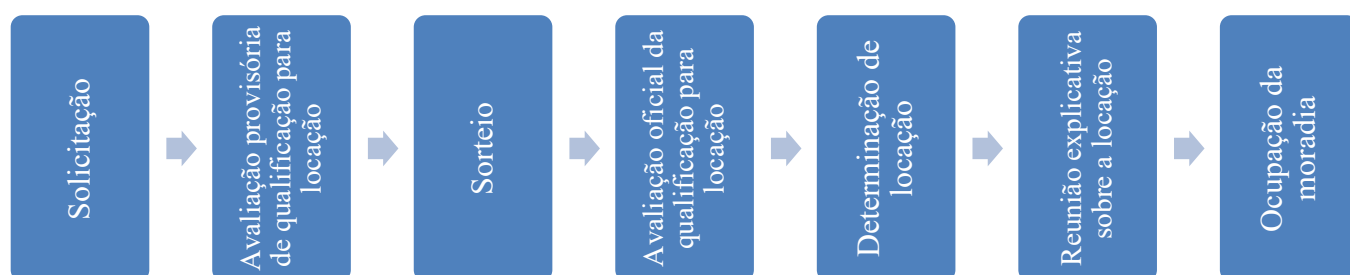 Solicitação
Avaliação provisória
de qualificação para
locação
Sorteio
Avaliação oficial da
qualificação para
locação
Determinação de
locação
Reunião explicativa
sobre a locação
Ocupação da
moradia